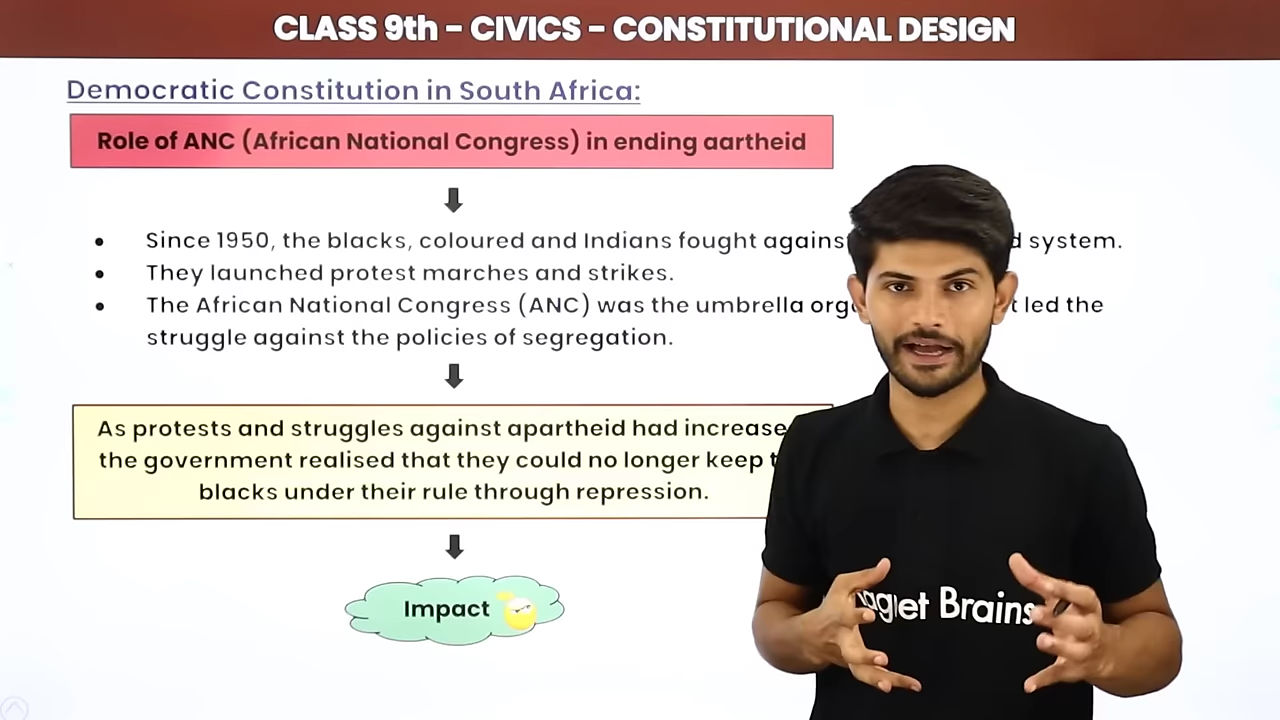 CLASS 9th - CIVICS - CONSTITUTIONAL DESIGN
Democratic Constitution in South Africa:
Role of ANC (African National Congress) in ending aartheid
• Since 1950, the blacks, coloured and Indians fought system.
• They launched protest marches and strikes.
• The African National Congress (ANC) was the umbrella led the
struggle against the policies of segregation.
As protests and struggles against apartheid had
the government realised that they could no longer keep
blacks under their rule through repression.
Impact
Brains